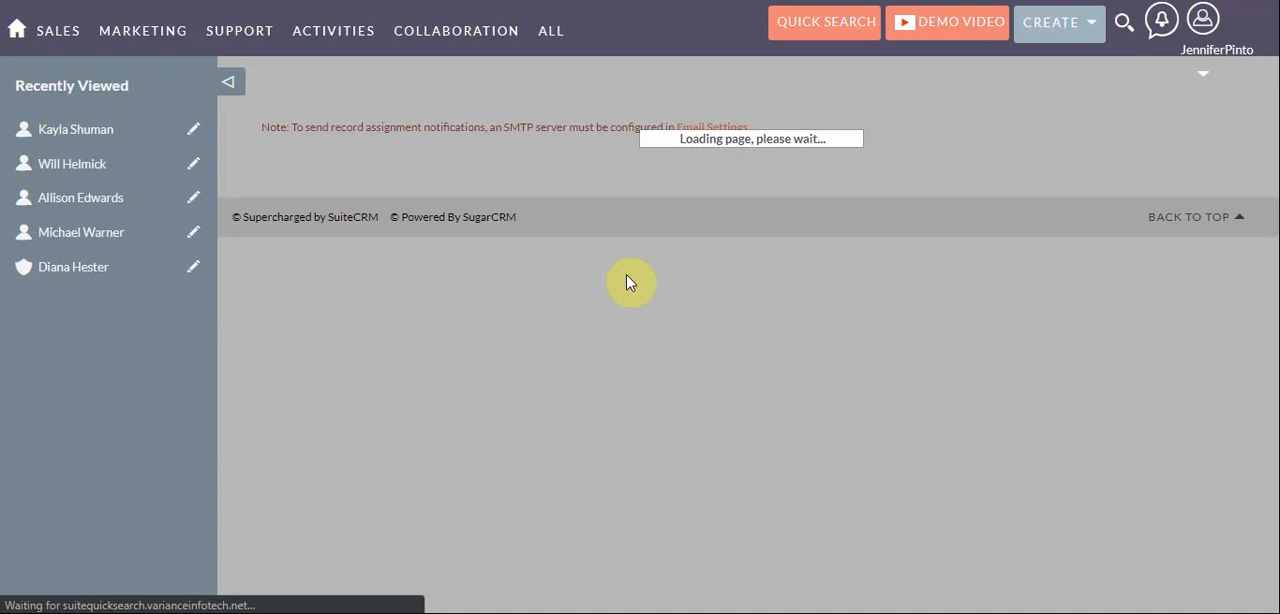 SALES MARKETING SUPPORT ACTIVITIES COLLABORATION ALL QUICK SEARCH DEMO VIDEO CREATE
JenniferPinto
Recently Viewed
Kayla Shuman
Will Helmick
Allison Edwards
Michael Warner
Diana Hester
Note: To send record assignment notifications, an SMTP server must be configured in Email Settings.
Loading page, please wait...
© Supercharged by SuiteCRM © Powered By SugarCRM BACK TO TOP
Waiting for suitequicksearch.varianceinfotech.net...